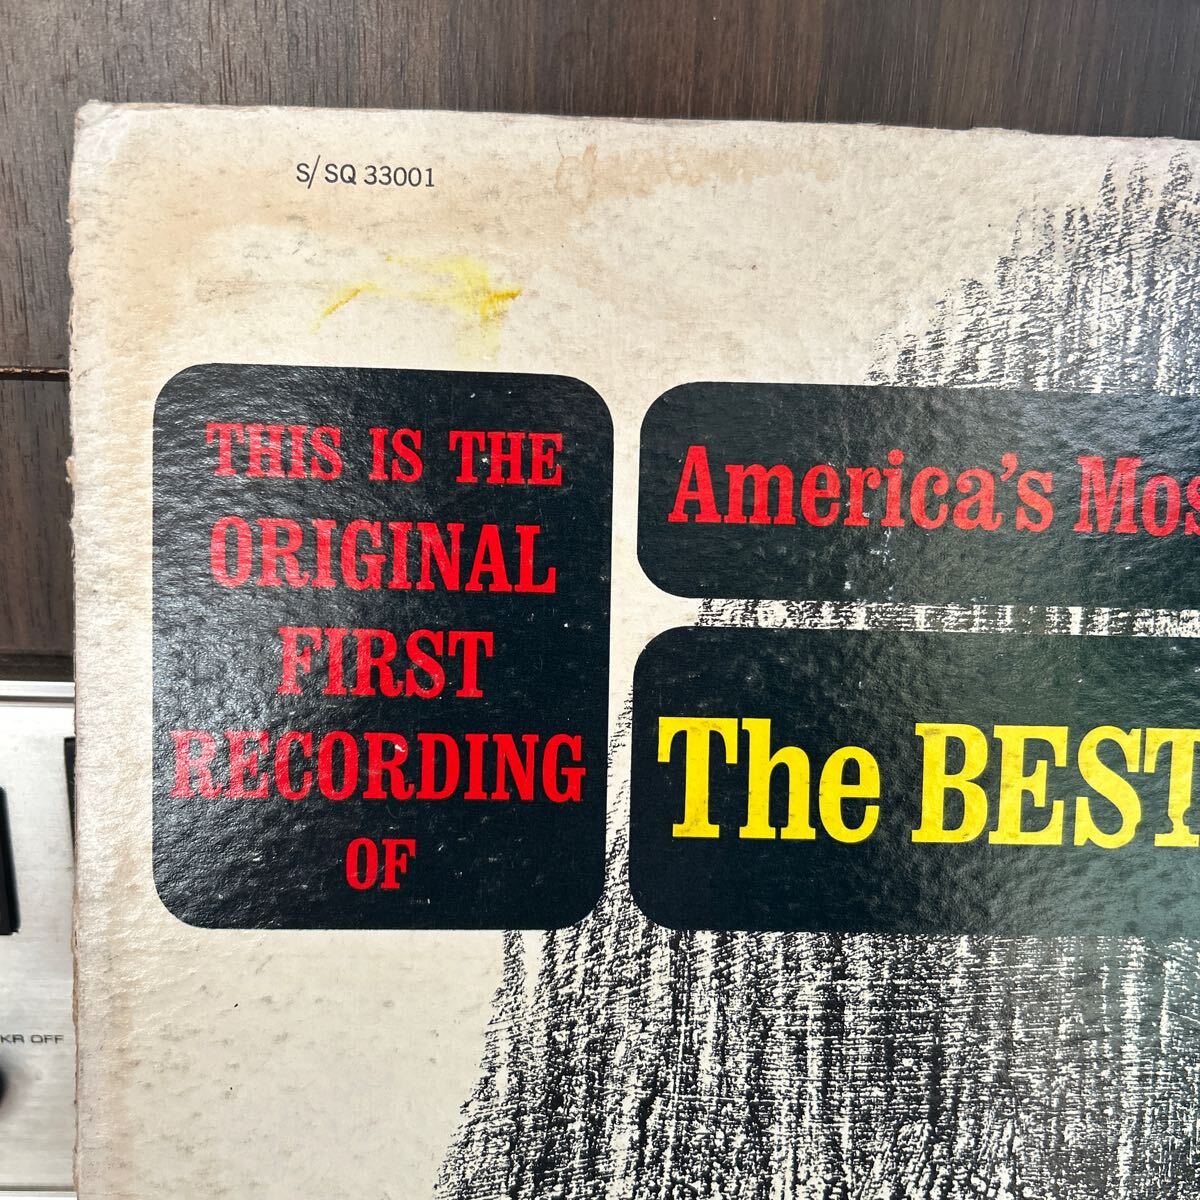 S/SQ 33001
THIS IS THE
ORIGINAL
FIRST
RECORDING
OF
America's Mos
The BEST
KR OFF